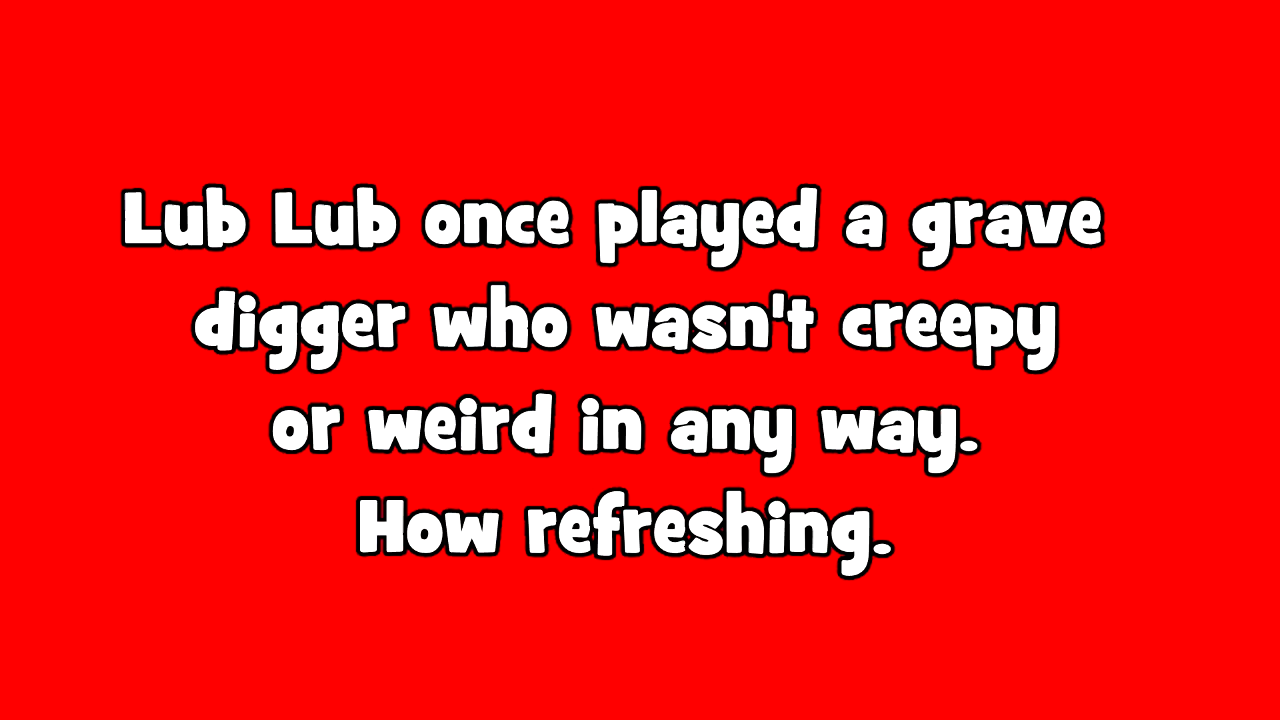 Lub Lub once played a grave
digger who wasn't creepy
or weird in any way.
How refreshing.